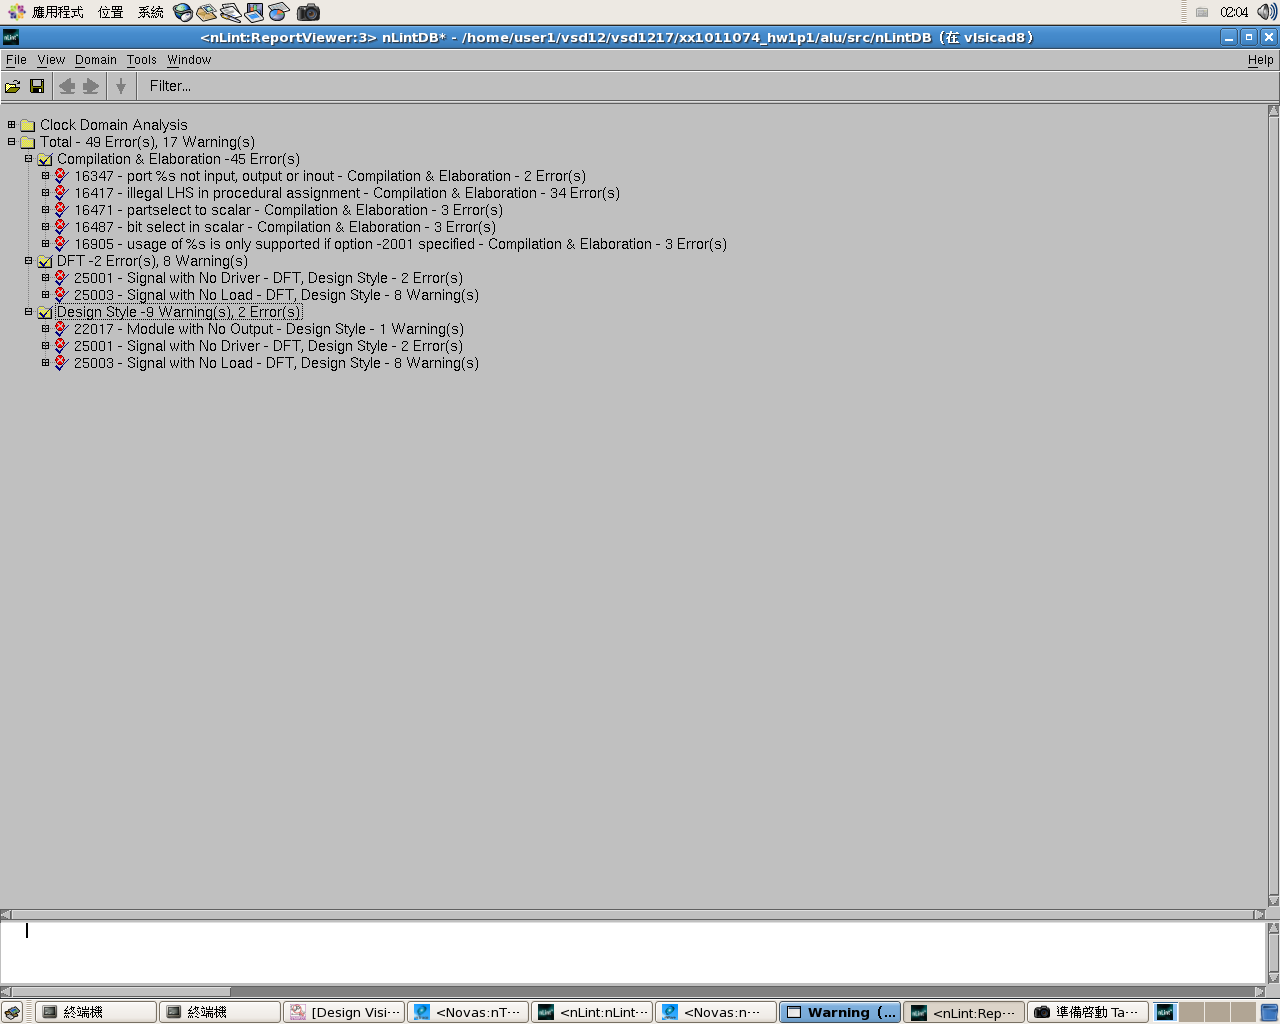 應用程式 位置 系統 02:04
<nLint:ReportViewer:3> nLintDB* - /home/user1/vsd12/vsd1217/xx1011074_hw1p1/alu/src/nLintDB (在 vlsicad8)
File View Domain Tools Window Help
Filter...
Clock Domain Analysis
Total - 49 Error(s), 17 Warning(s)
Compilation & Elaboration -45 Error(s)
16347 - port %s not input, output or inout - Compilation & Elaboration - 2 Error(s)
16417 - illegal LHS in procedural assignment - Compilation & Elaboration - 34 Error(s)
16471 - partselect to scalar - Compilation & Elaboration - 3 Error(s)
16487 - bit select in scalar - Compilation & Elaboration - 3 Error(s)
16905 - usage of %s is only supported if option -2001 specified - Compilation & Elaboration - 3 Error(s)
DFT -2 Error(s), 8 Warning(s)
25001 - Signal with No Driver - DFT, Design Style - 2 Error(s)
25003 - Signal with No Load - DFT, Design Style - 8 Warning(s)
Design Style -9 Warning(s), 2 Error(s)
22017 - Module with No Output - Design Style - 1 Warning(s)
25001 - Signal with No Driver - DFT, Design Style - 2 Error(s)
25003 - Signal with No Load - DFT, Design Style - 8 Warning(s)
終端機 終端機 [Design Visi··· <Novas:nT··· <nLint:nLint··· <Novas:n··· Warning (... <nLint:Rep··· 準備啓動 Ta···